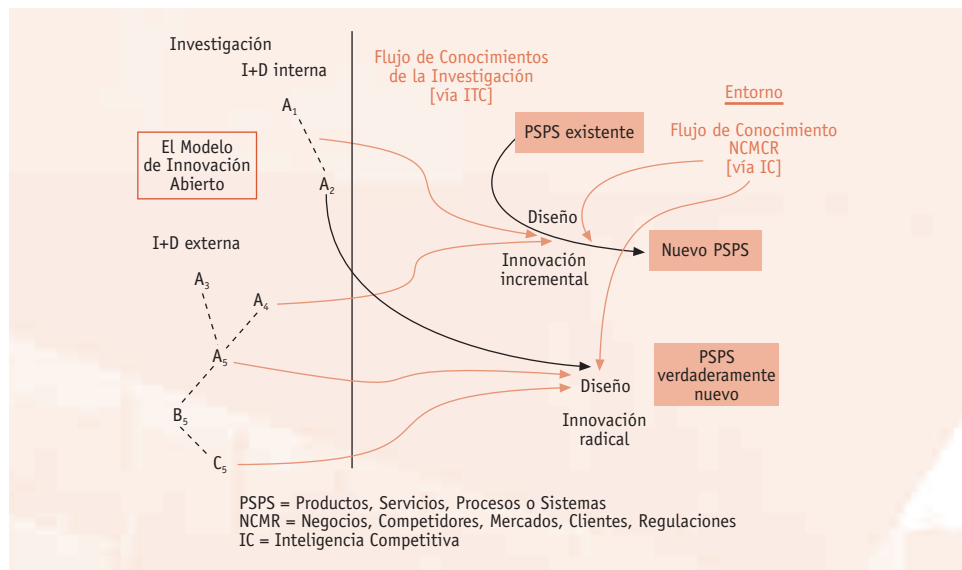 Investigación
I+D interna
A₁
A₂
El Modelo
de Innovación
Abierto
I+D externa
A₃
A₄
A₅
B₅
C₅
Flujo de Conocimientos
de la Investigación
[vía ITC]
PSPS existente
Entorno
Flujo de Conocimiento
NCMCR
[vía IC]
Diseño
Innovación
incremental
Nuevo PSPS
Diseño
Innovación
radical
PSPS
verdaderamente
nuevo
PSPS = Productos, Servicios, Procesos o Sistemas
NCMR = Negocios, Competidores, Mercados, Clientes, Regulaciones
IC = Inteligencia Competitiva